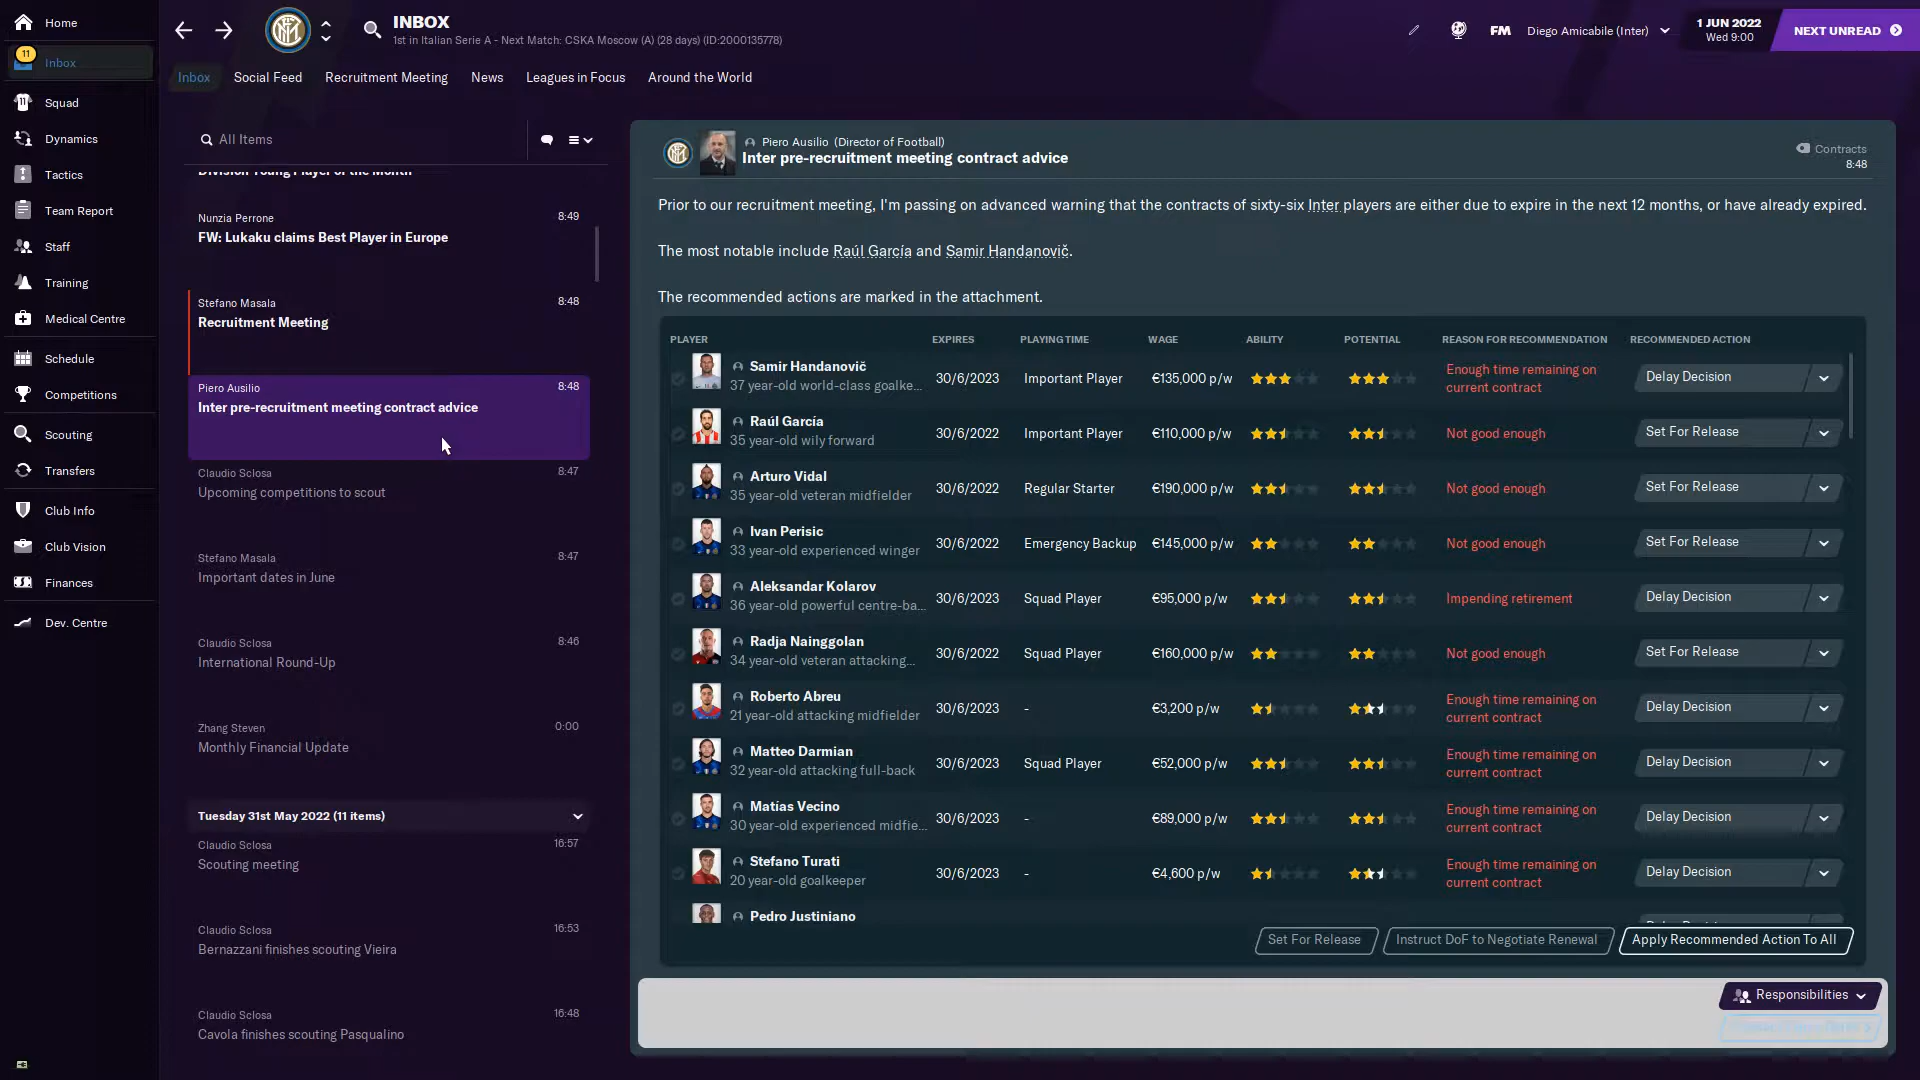 Home
INBOX
1st in Italian Serie A - Next Match: CSKA Moscow (A) (28 days) (ID:2000135778)
FM
Diego Amicabile (Inter)
1 JUN 2022
Wed 9:00
NEXT UNREAD
11
Inbox
Squad
Dynamics
Tactics
Team Report
Staff
Training
Medical Centre
Schedule
Competitions
Scouting
Transfers
Club Info
Club Vision
Finances
Dev. Centre
Inbox Social Feed Recruitment Meeting News Leagues in Focus Around the World
All Items
Division Young Player of the Month
Nunzia Perrone 8:49
FW: Lukaku claims Best Player in Europe
Stefano Masala 8:48
Recruitment Meeting
Piero Ausilio 8:48
Inter pre-recruitment meeting contract advice
Claudio Sclosa 8:47
Upcoming competitions to scout
Stefano Masala 8:47
Important dates in June
Claudio Sclosa 8:46
International Round-Up
Zhang Steven 0:00
Monthly Financial Update
Tuesday 31st May 2022 (11 items)
Claudio Sclosa 16:57
Scouting meeting
Claudio Sclosa 16:53
Bernazzani finishes scouting Vieira
Claudio Sclosa 16:48
Cavola finishes scouting Pasqualino
Piero Ausilio (Director of Football)
Inter pre-recruitment meeting contract advice
Contracts
8:48
Prior to our recruitment meeting, I'm passing on advanced warning that the contracts of sixty-six Inter players are either due to expire in the next 12 months, or have already expired.
The most notable include Raúl García and Samir Handanovič.
The recommended actions are marked in the attachment.
PLAYER EXPIRES PLAYING TIME WAGE ABILITY POTENTIAL REASON FOR RECOMMENDATION RECOMMENDED ACTION
Samir Handanovič
37 year-old world-class goalke...
30/6/2023 Important Player €135,000 p/w
Enough time remaining on
current contract
Delay Decision
Raúl García
35 year-old wily forward
30/6/2022 Important Player €110,000 p/w Not good enough Set For Release
Arturo Vidal
35 year-old veteran midfielder
30/6/2022 Regular Starter €190,000 p/w Not good enough Set For Release
Ivan Perisic
33 year-old experienced winger
30/6/2022 Emergency Backup €145,000 p/w Not good enough Set For Release
Aleksandar Kolarov
36 year-old powerful centre-ba...
30/6/2023 Squad Player €95,000 p/w Impending retirement Delay Decision
Radja Nainggolan
34 year-old veteran attacking...
30/6/2022 Squad Player €160,000 p/w Not good enough Set For Release
Roberto Abreu
21 year-old attacking midfielder
30/6/2023 - €3,200 p/w
Enough time remaining on
current contract
Delay Decision
Matteo Darmian
32 year-old attacking full-back
30/6/2023 Squad Player €52,000 p/w
Enough time remaining on
current contract
Delay Decision
Matías Vecino
30 year-old experienced midfie...
30/6/2023 - €89,000 p/w
Enough time remaining on
current contract
Delay Decision
Stefano Turati
20 year-old goalkeeper
30/6/2023 - €4,600 p/w
Enough time remaining on
current contract
Delay Decision
Pedro Justiniano
Delay Decision
Set For Release Instruct DoF to Negotiate Renewal Apply Recommended Action To All
Responsibilities